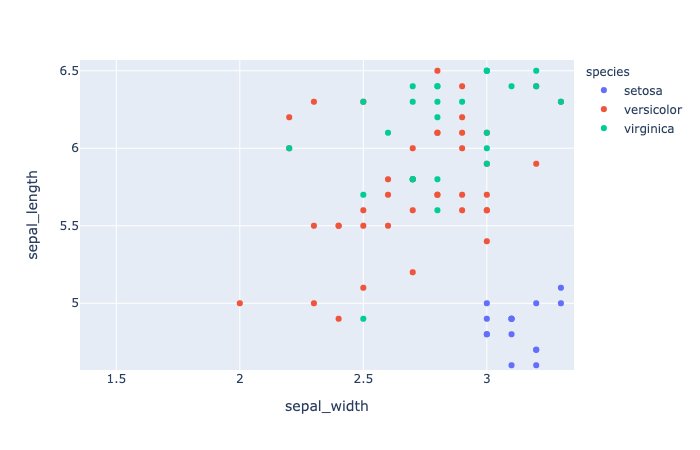 species
setosa
versicolor
virginica
6.5
6
5.5
5
1.5
2
2.5
3
sepal_length
sepal_width